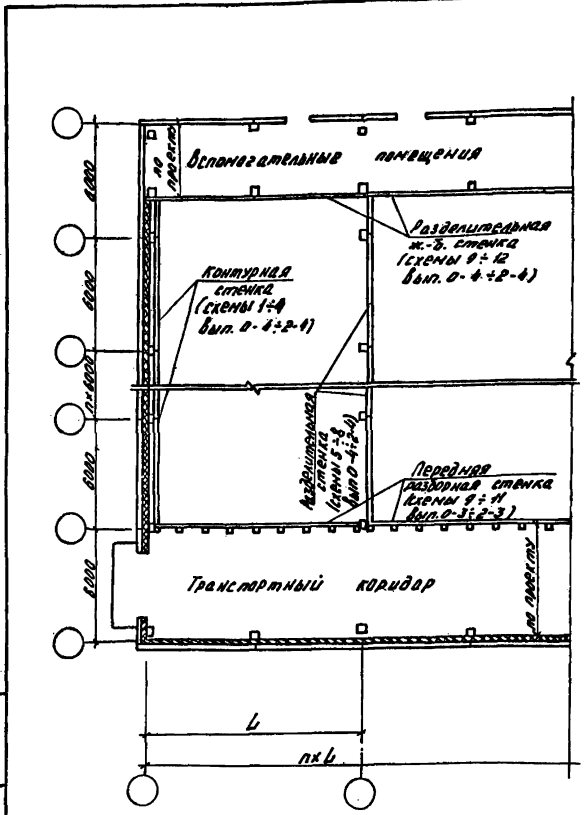 по
проекту
Вспомогательные помещения
6000
Разделительная
ж.-б. стенка
(схемы 9÷12
Вып. 0-4÷2-4)
6000
Контурная
стенка
(схемы 1÷4
Вып. 0-4÷2-4)
n×6000
Разделительная
стенка
(схемы 5÷8
Вып. 0-4÷2-4)
6000
Передняя
разборная стенка
(схемы 9÷11
Вып. 0-3÷2-3)
6000
Транспортный коридор
по проекту
L
n×L